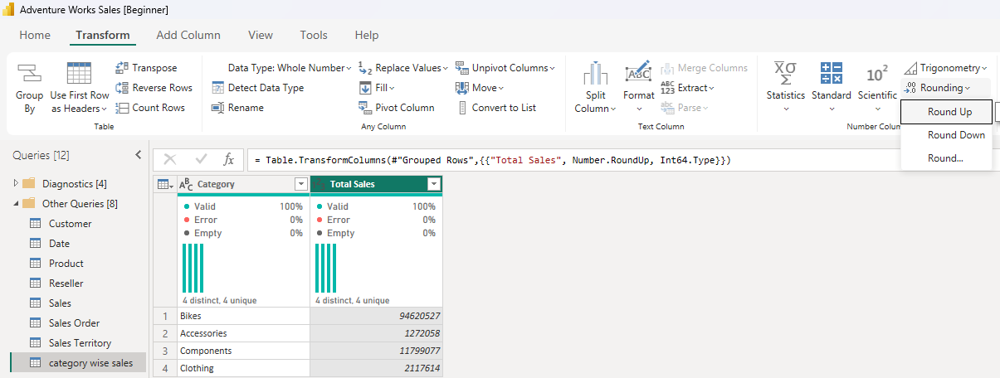 Adventure Works Sales [Beginner]
Home Transform Add Column View Tools Help
Group By
Use First Row as Headers
Transpose
Reverse Rows
Count Rows
Table
Data Type: Whole Number
Detect Data Type
Rename
Replace Values
Fill
Pivot Column
Unpivot Columns
Move
Convert to List
Any Column
Split Column
Format
Merge Columns
Extract
Parse
Text Column
Statistics
Standard
Scientific
Trigonometry
Rounding
Round Up
Round Down
Round...
Number Colum
Queries [12]
Diagnostics [4]
Other Queries [8]
Customer
Date
Product
Reseller
Sales
Sales Order
Sales Territory
category wise sales
= Table.TransformColumns(#"Grouped Rows",{{"Total Sales", Number.RoundUp, Int64.Type}})
Category Total Sales
Valid 100% Valid 100%
Error 0% Error 0%
Empty 0% Empty 0%
4 distinct, 4 unique 4 distinct, 4 unique
1 Bikes 94620527
2 Accessories 1272058
3 Components 11799077
4 Clothing 2117614